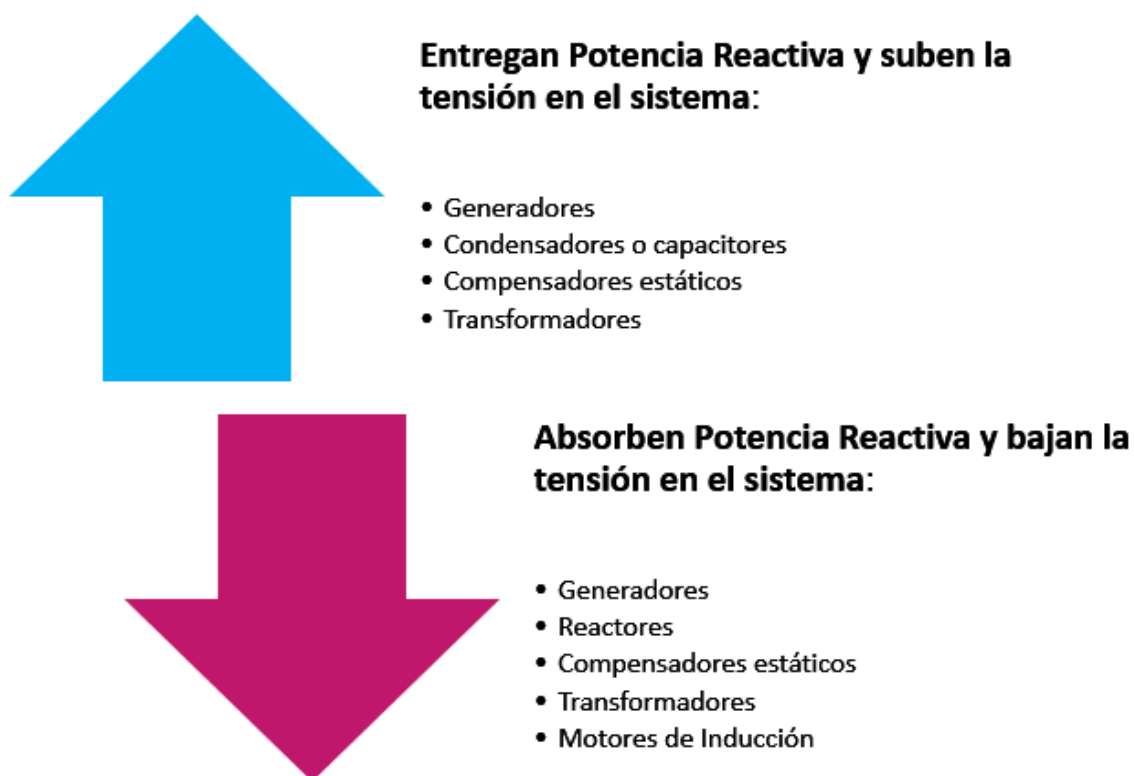 Entregan Potencia Reactiva y suben la
tensión en el sistema:
• Generadores
• Condensadores o capacitores
• Compensadores estáticos
• Transformadores
Absorben Potencia Reactiva y bajan la
tensión en el sistema:
• Generadores
• Reactores
• Compensadores estáticos
• Transformadores
• Motores de Inducción